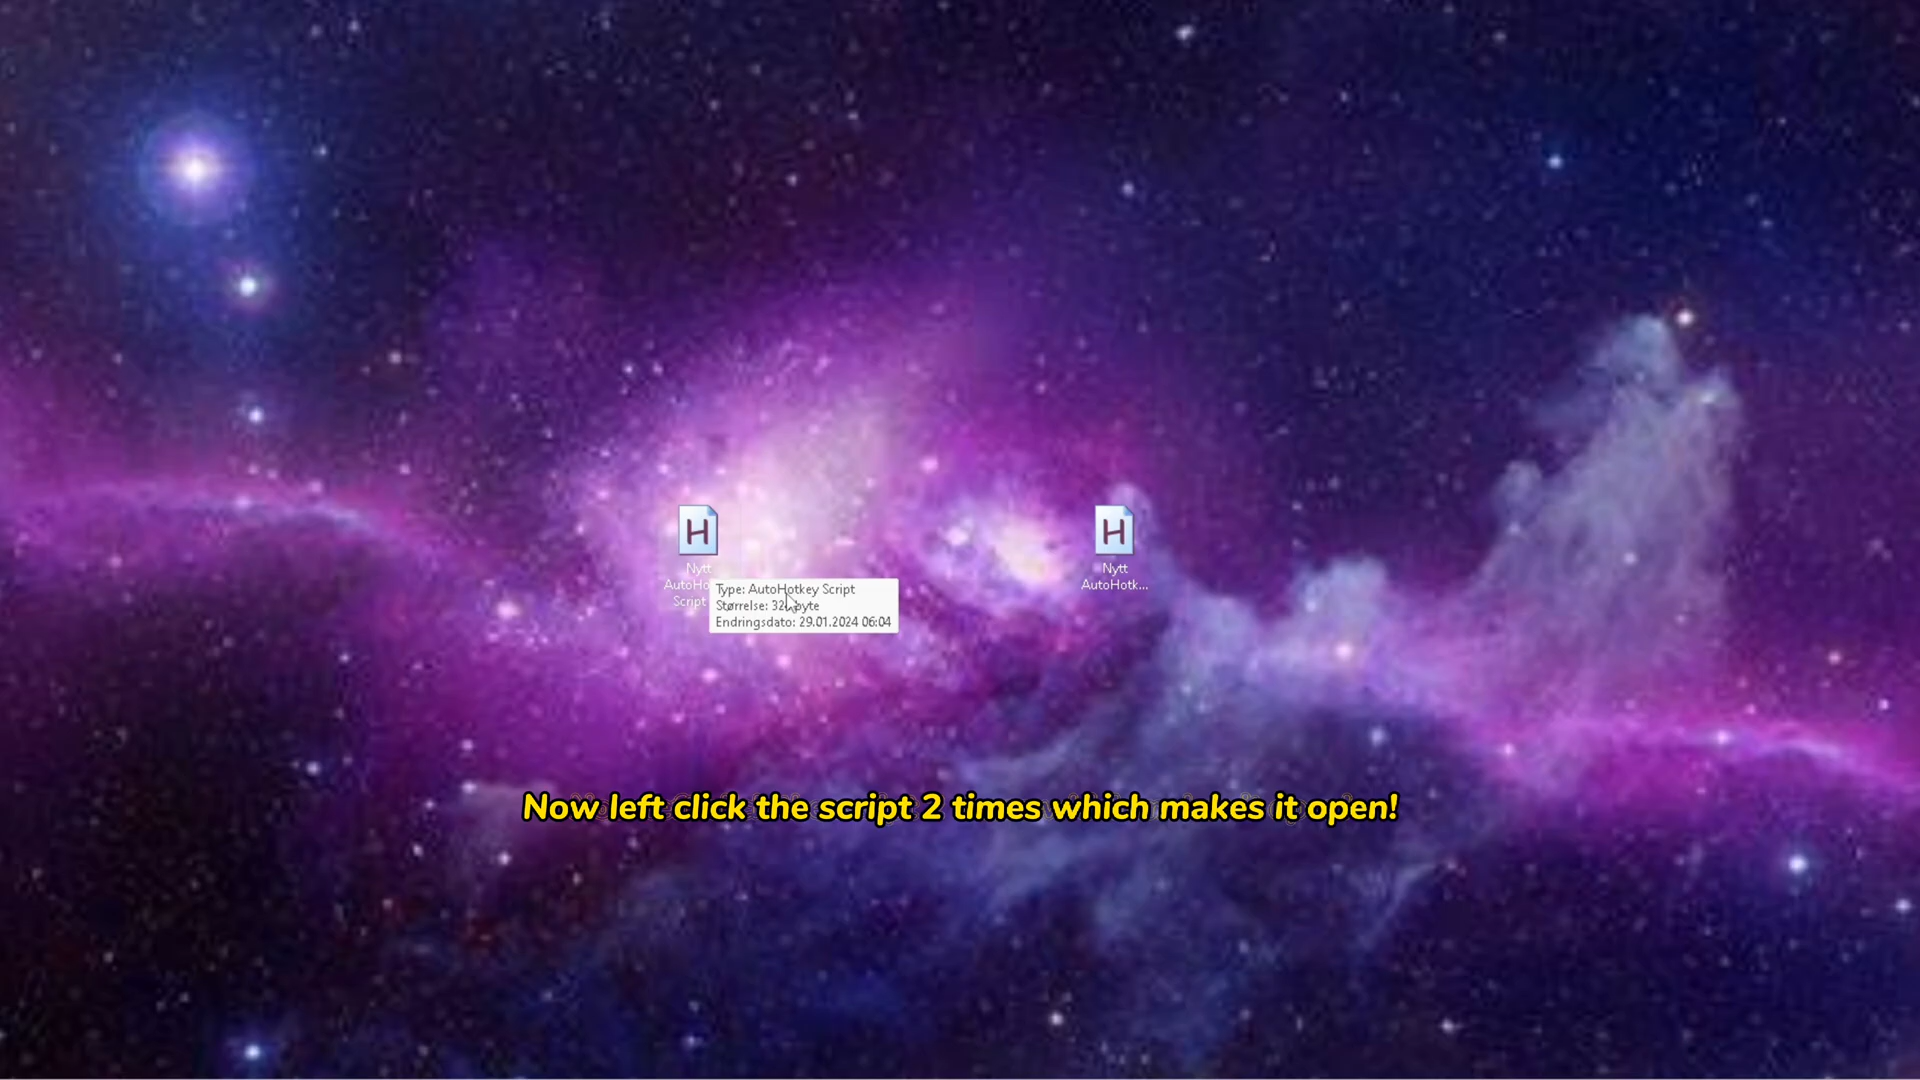 Nytt
AutoHo
Script
Nytt
AutoHotk...
Type: AutoHotkey Script
Størrelse: byte
Endringsdato: 29.01.2024 06:04
Now left click the script 2 times which makes it open!